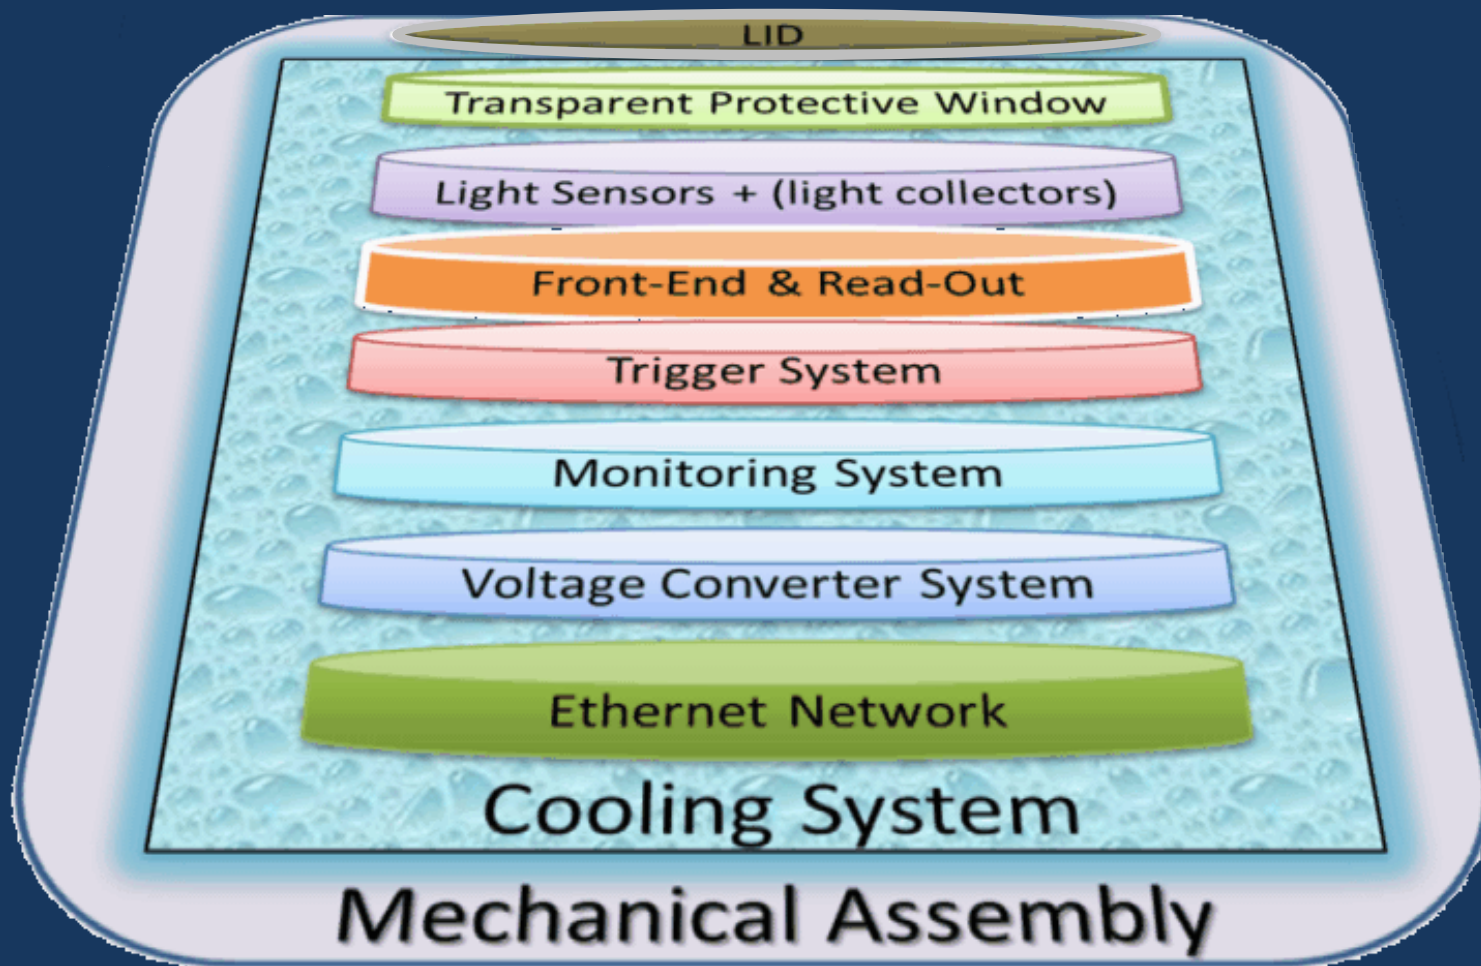 LID
Transparent Protective Window
Light Sensors + (light collectors)
Front-End & Read-Out
Trigger System
Monitoring System
Voltage Converter System
Ethernet Network
Cooling System
Mechanical Assembly